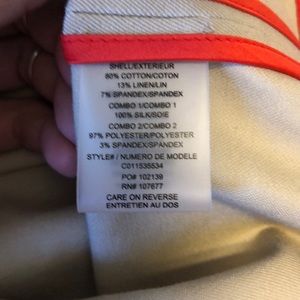 SHELL/EXTERIEUR
80% COTTON/COTON
13% LINEN/LIN
7% SPANDEX/SPANDEX
COMBO 1/COMBO 1
100% SILK/SOIE
COMBO 2/COMBO 2
97% POLYESTER/POLYESTER
3% SPANDEX/SPANDEX
STYLE# / NUMERO DE MODELE
C011535534
PO# 102139
RN# 107677
CARE ON REVERSE
ENTRETIEN AU DOS